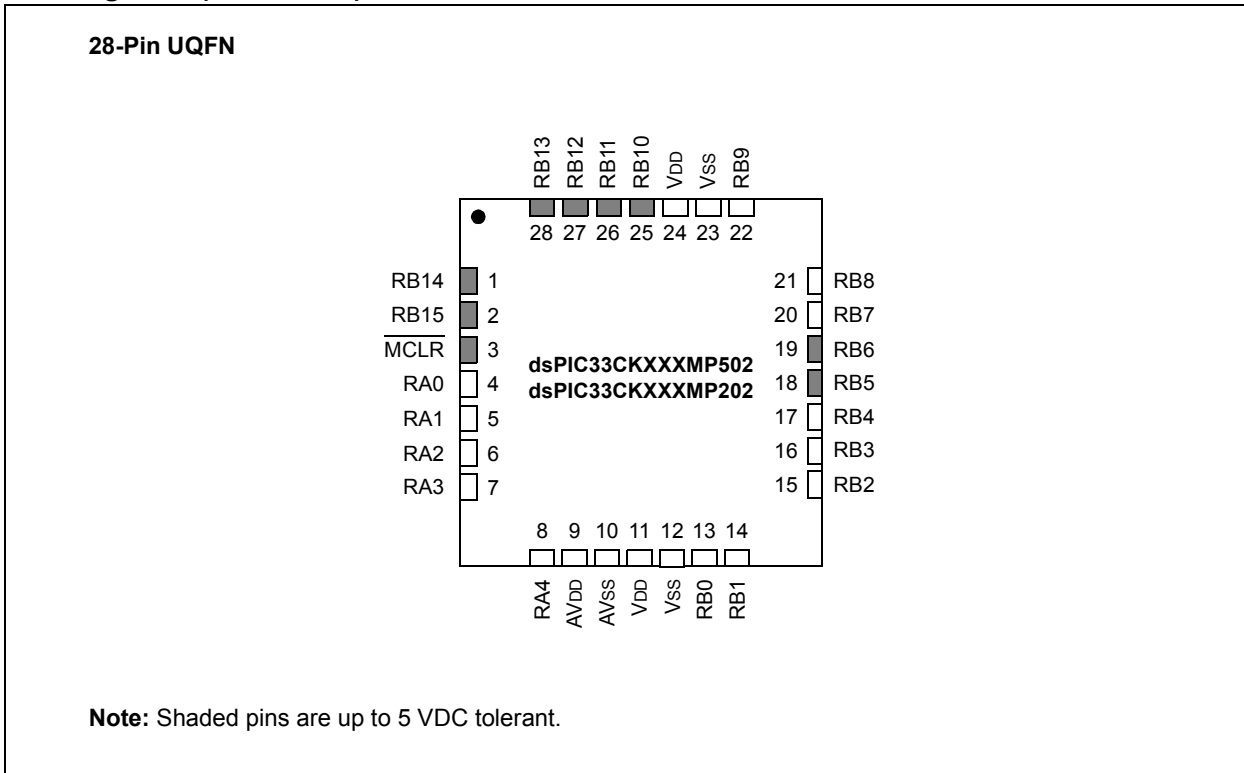 28-Pin UQFN
RB13
RB12
RB11
RB10
VDD
VSS
RB9
28 27 26 25 24 23 22
RB14 1
RB15 2
MCLR 3
RA0 4
RA1 5
RA2 6
RA3 7
dsPIC33CKXXXMP502
dsPIC33CKXXXMP202
21 RB8
20 RB7
19 RB6
18 RB5
17 RB4
16 RB3
15 RB2
8 9 10 11 12 13 14
RA4
AVDD
AVSS
VDD
VSS
RB0
RB1
Note: Shaded pins are up to 5 VDC tolerant.